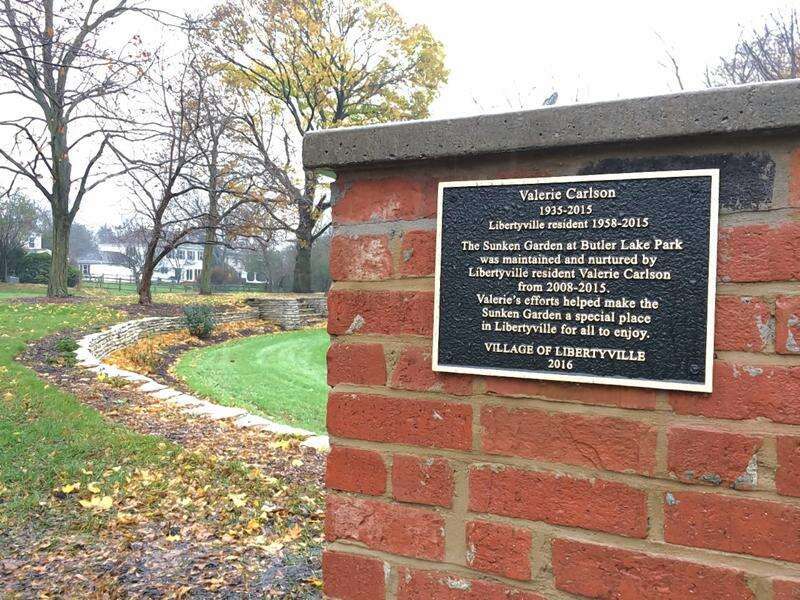 Valerie Carlson
1935-2015
Libertyville resident 1958-2015
The Sunken Garden at Butler Lake Park
was maintained and nurtured by
Libertyville resident Valerie Carlson
from 2008-2015.
Valerie's efforts helped make the
Sunken Garden a special place
in Libertyville for all to enjoy.
VILLAGE OF LIBERTYVILLE
2016